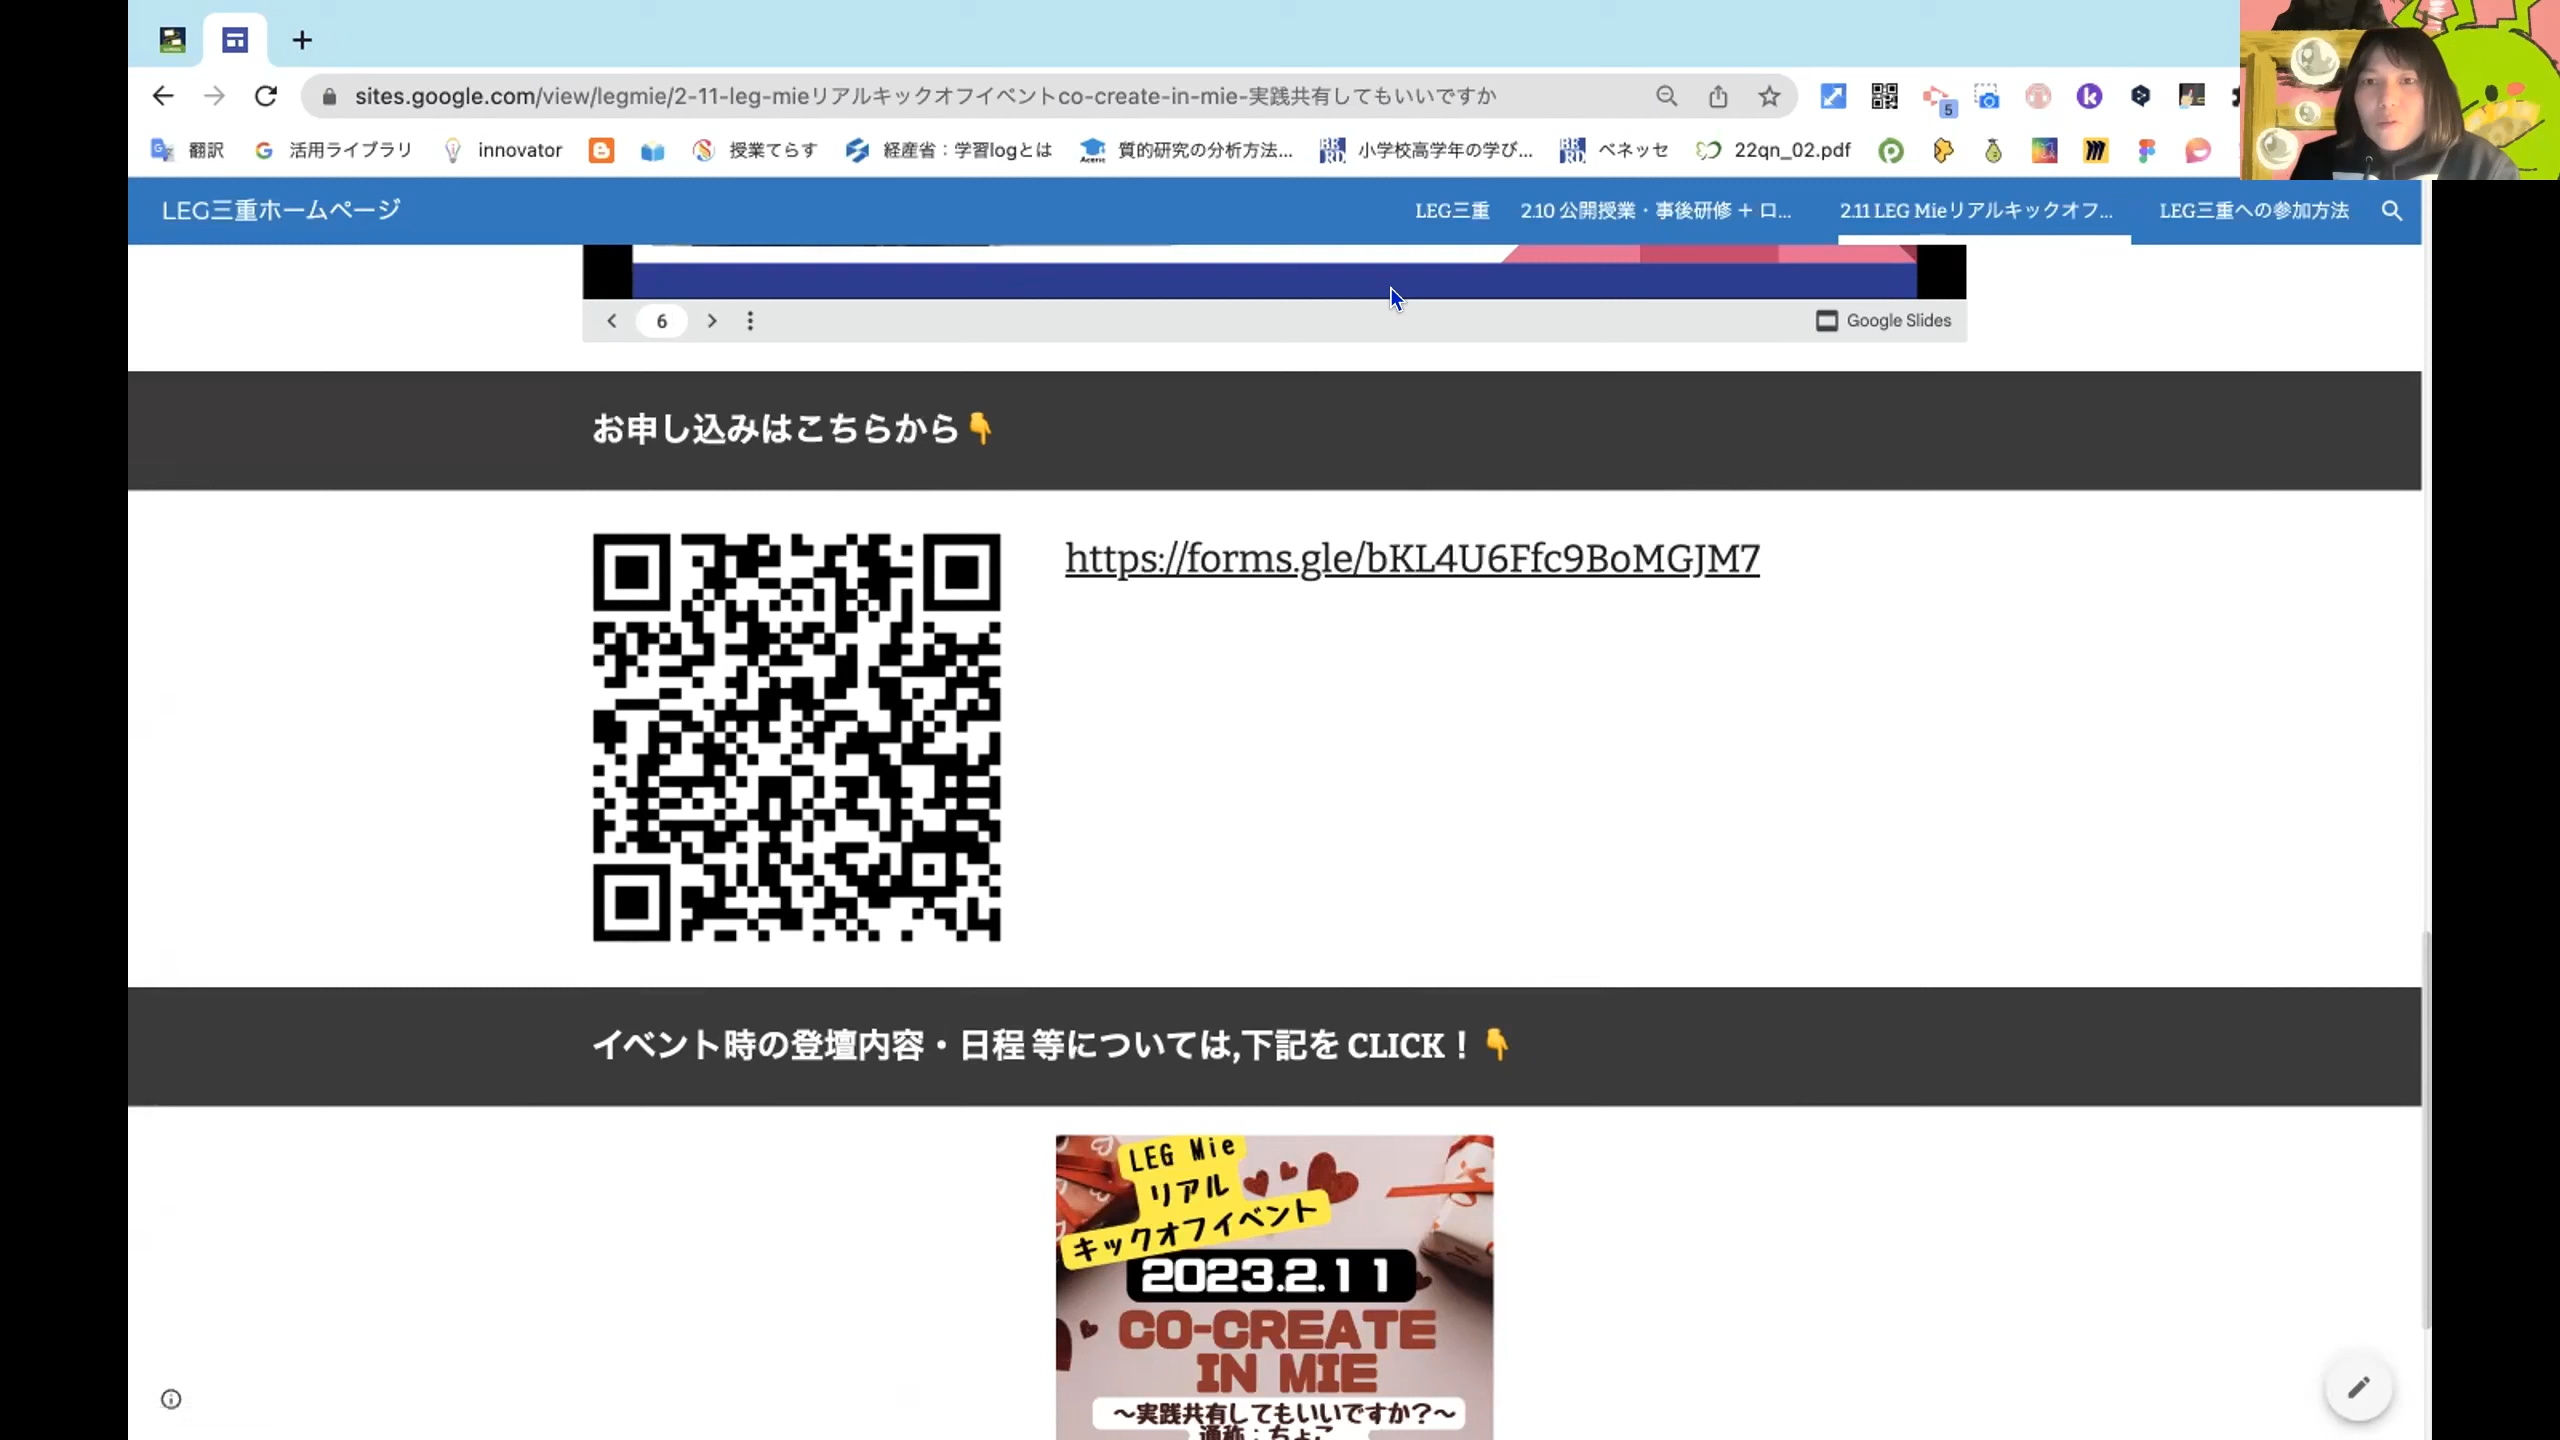 sites.google.com/view/legmie/2-11-leg-mieリアルキックオフイベントco-create-in-mie-実践共有してもいいですか
5
翻訳 活用ライブラリ innovator 授業てらす 経産省：学習logとは 質的研究の分析方法... 小学校高学年の学び... ベネッセ 22qn_02.pdf
LEG三重ホームページ LEG三重 2.10 公開授業・事後研修 + ロ... 2.11 LEG Mieリアルキックオフ... LEG三重への参加方法
6 Google Slides
お申し込みはこちらから👇
https://forms.gle/bKL4U6Ffc9BoMGJM7
イベント時の登壇内容・日程 等については,下記を CLICK！👇
LEG Mie
リアル
キックオフイベント
2023.2.11
CO-CREATE
IN MIE
～実践共有してもいいですか?～
通称：ちょこ